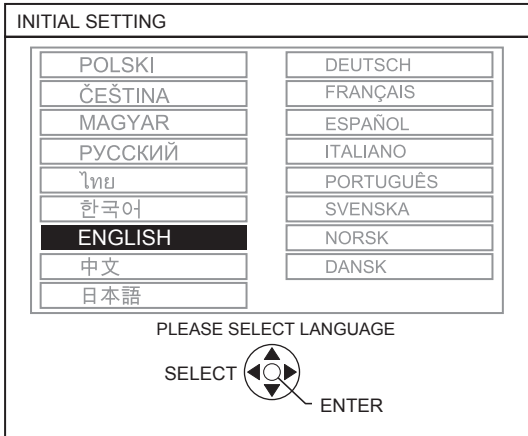 INITIAL SETTING
POLSKI
ČEŠTINA
MAGYAR
РУССКИЙ
ไทย
한국어
ENGLISH
中文
日本語
DEUTSCH
FRANÇAIS
ESPAÑOL
ITALIANO
PORTUGUÊS
SVENSKA
NORSK
DANSK
PLEASE SELECT LANGUAGE
SELECT
ENTER